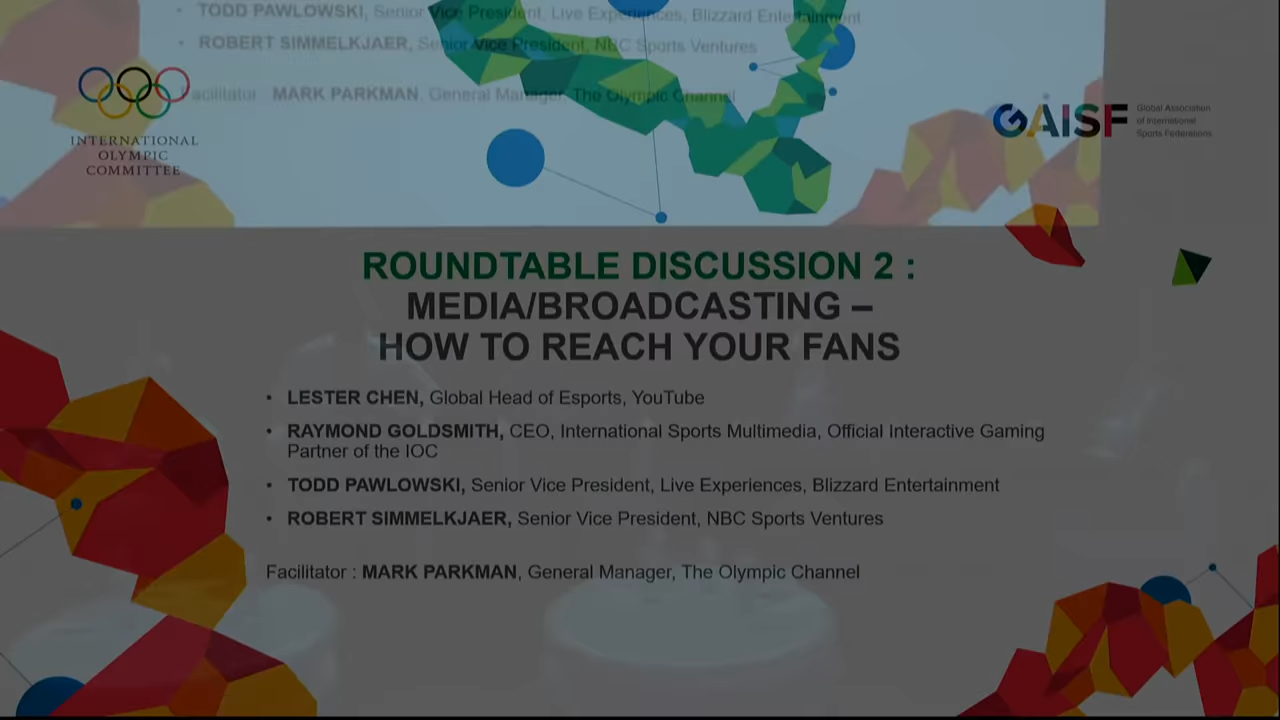 TODD PAWLOWSKI, Senior Vice President, Live Experiences, Blizzard Entertainment
• ROBERT SIMMELKJAER, Senior Vice President, NBC Sports Ventures
Facilitator : MARK PARKMAN, General Manager, The Olympic Channel
INTERNATIONAL
OLYMPIC
COMMITTEE
GAISF
Global Association
of International
Sports Federations
ROUNDTABLE DISCUSSION 2 :
MEDIA/BROADCASTING –
HOW TO REACH YOUR FANS
• LESTER CHEN, Global Head of Esports, YouTube
• RAYMOND GOLDSMITH, CEO, International Sports Multimedia, Official Interactive Gaming
Partner of the IOC
• TODD PAWLOWSKI, Senior Vice President, Live Experiences, Blizzard Entertainment
• ROBERT SIMMELKJAER, Senior Vice President, NBC Sports Ventures
Facilitator : MARK PARKMAN, General Manager, The Olympic Channel